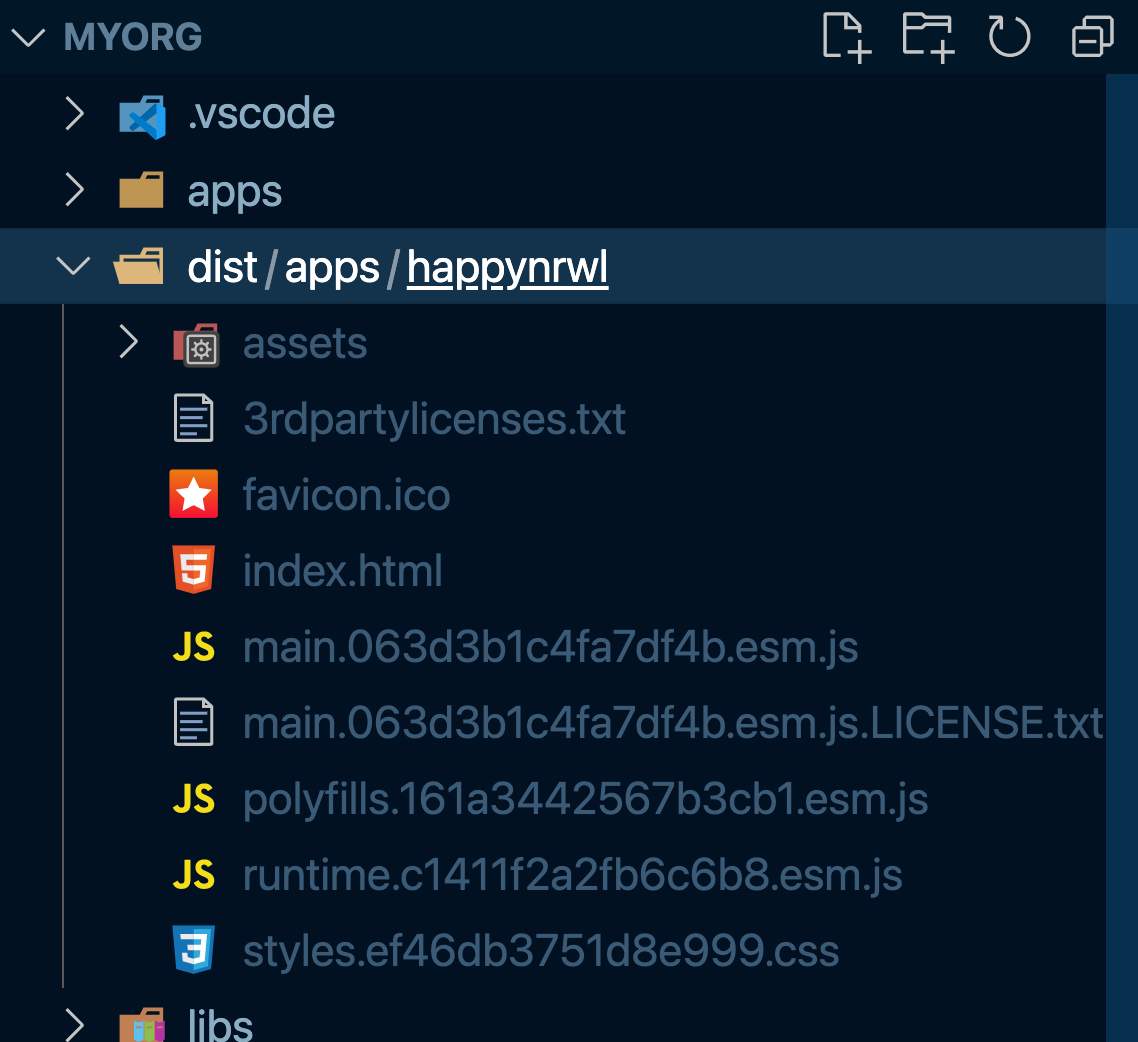 MYORG
.vscode
apps
dist/apps/happynrwl
assets
3rdpartylicenses.txt
favicon.ico
index.html
JS main.063d3b1c4fa7df4b.esm.js
main.063d3b1c4fa7df4b.esm.js.LICENSE.txt
JS polyfills.161a3442567b3cb1.esm.js
JS runtime.c1411f2a2fb6c6b8.esm.js
styles.ef46db3751d8e999.css
libs